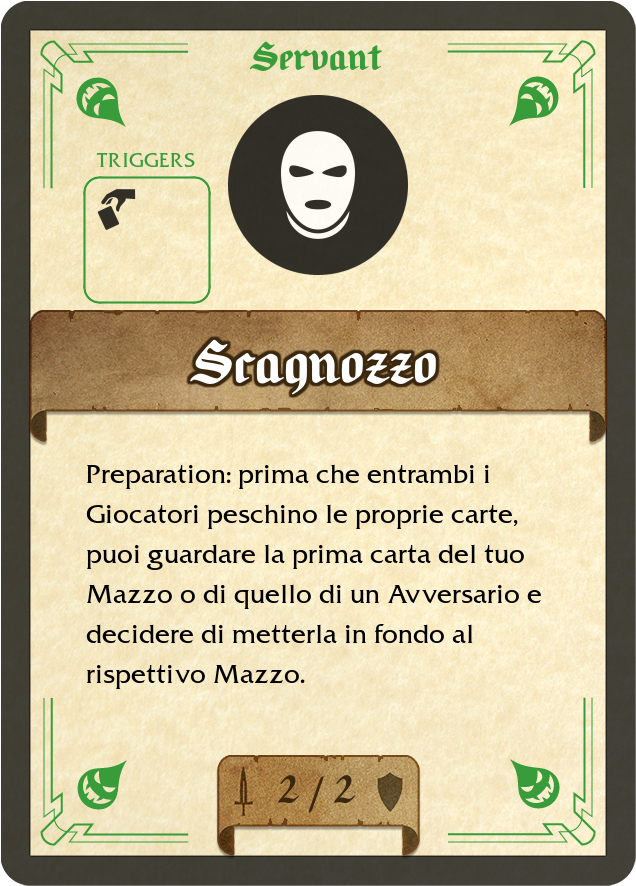 Servant
TRIGGERS
Scagnozzo
Preparation: prima che entrambi i
Giocatori peschino le proprie carte,
puoi guardare la prima carta del tuo
Mazzo o di quello di un Avversario e
decidere di metterla in fondo al
rispettivo Mazzo.
2 / 2